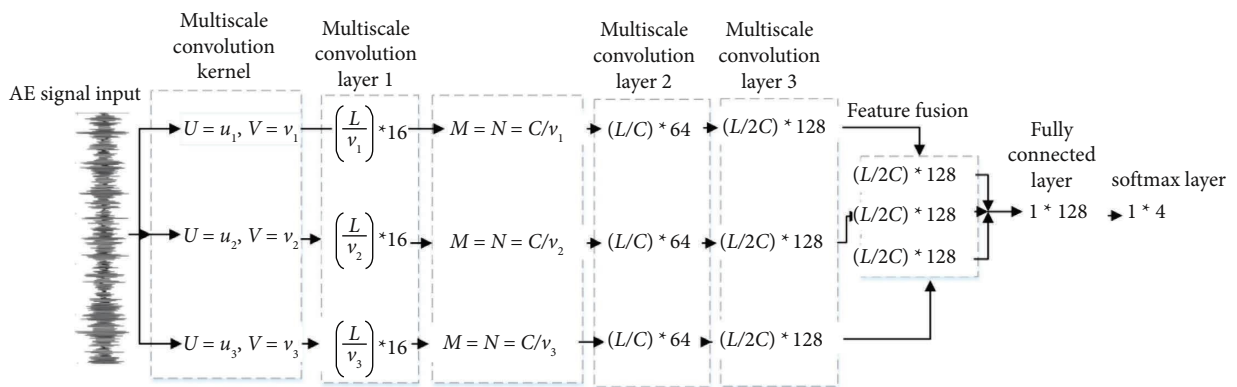 Multiscale
convolution
kernel
Multiscale
convolution
layer 1
Multiscale
convolution
layer 2
Multiscale
convolution
layer 3
AE signal input
Feature fusion
Fully
connected
layer
softmax layer
U = u₁, V = v₁
(L/v₁) *16
M = N = C/v₁
(L/C) * 64
(L/2C) * 128
U = u₂, V = v₂
(L/v₂) *16
M = N = C/v₂
(L/C) * 64
(L/2C) * 128
U = u₃, V = v₃
(L/v₃) *16
M = N = C/v₃
(L/C) * 64
(L/2C) * 128
(L/2C) * 128
(L/2C) * 128
(L/2C) * 128
1 * 128
1 * 4